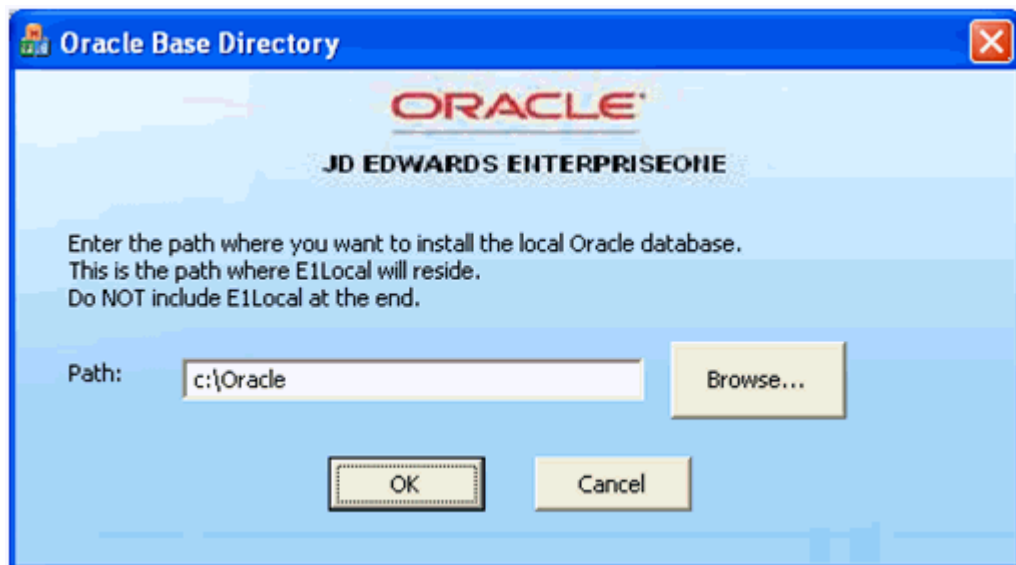 Oracle Base Directory
ORACLE
JD EDWARDS ENTERPRISEONE
Enter the path where you want to install the local Oracle database.
This is the path where E1Local will reside.
Do NOT include E1Local at the end.
Path:
c:\Oracle
Browse...
OK
Cancel